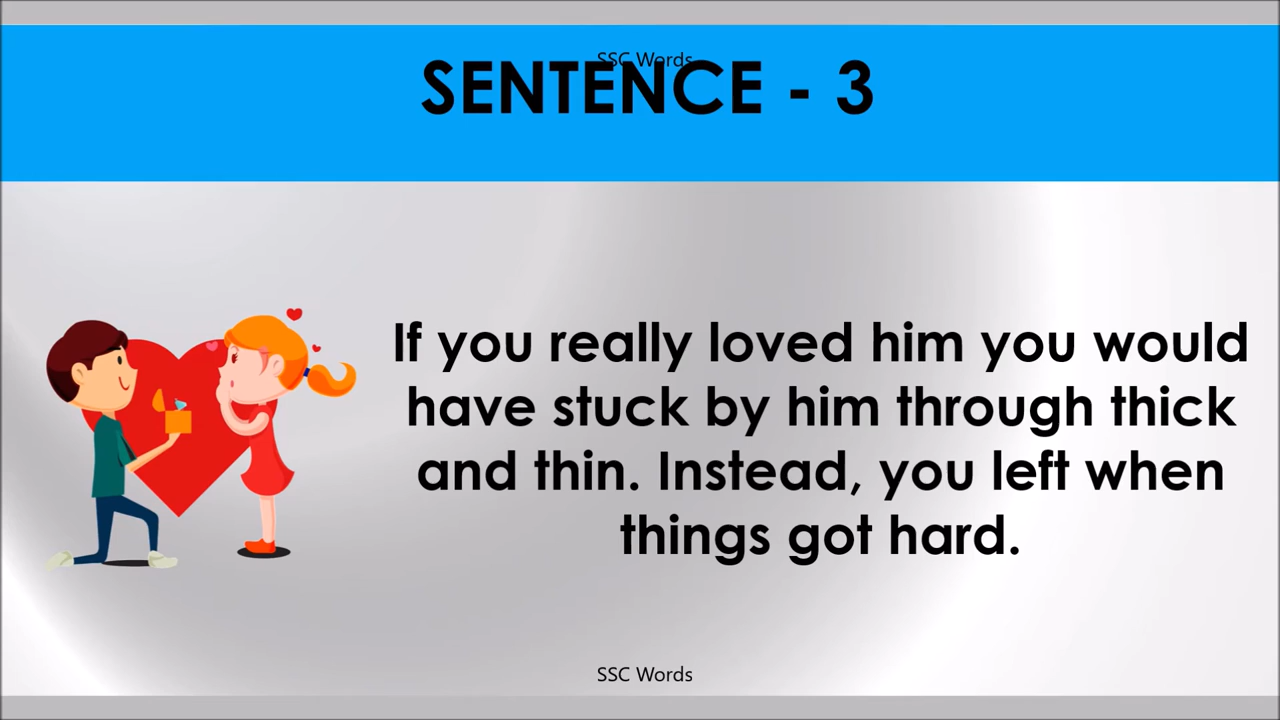 SSC Words
SENTENCE - 3
If you really loved him you would
have stuck by him through thick
and thin. Instead, you left when
things got hard.
SSC Words